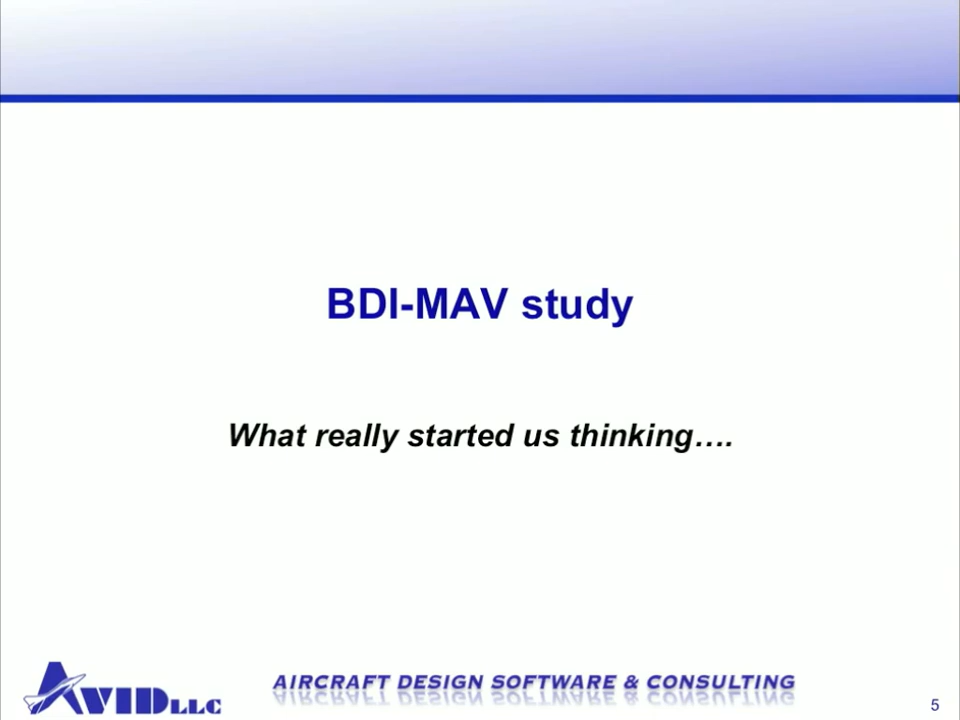 BDI-MAV study
What really started us thinking….
AVID LLC
AIRCRAFT DESIGN SOFTWARE & CONSULTING
5